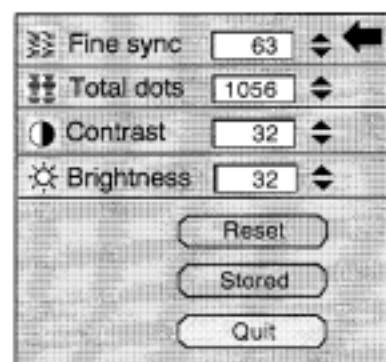 Fine sync 63
Total dots 1056
Contrast 32
Brightness 32
Reset
Stored
Quit